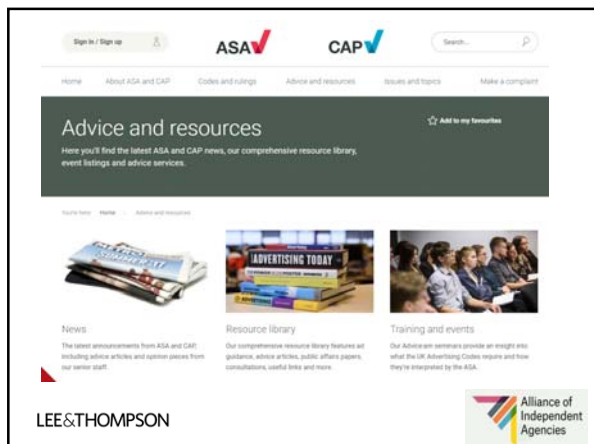 Sign In / Sign up
ASA
CAP
Search...
Home
About ASA and CAP
Codes and rulings
Advice and resources
Issues and topics
Make a complaint
Advice and resources
Add to my favourites
Here you'll find the latest ASA and CAP news, our comprehensive resource library,
event listings and advice services.
You're here:
Home
Advice and resources
METRO
SUMMER
ADVERTISING TODAY
ADVERTISING
News
Resource library
Training and events
The latest announcements from ASA and CAP,
including advice articles and opinion pieces from
our senior staff.
Our comprehensive resource library features ad
guidance, advice articles, public affairs papers,
consultations, useful links and more.
Our Advice:am seminars provide an insight into
what the UK Advertising Codes require and how
they're interpreted by the ASA.
LEE&THOMPSON
Alliance of
Independent
Agencies